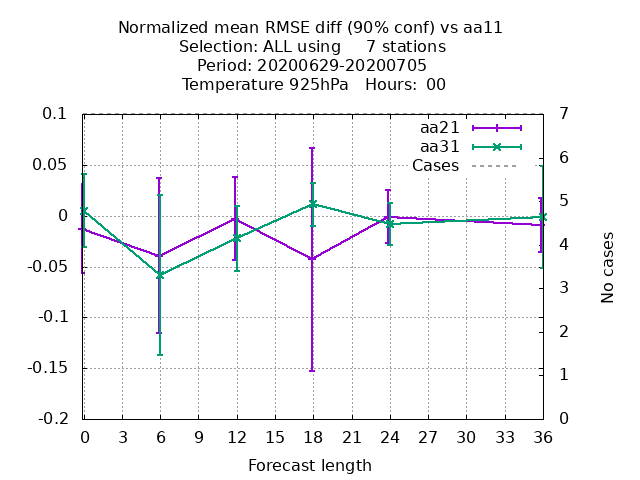 Normalized mean RMSE diff (90% conf) vs aa11
Selection: ALL using     7 stations
Period: 20200629-20200705
Temperature 925hPa   Hours:  00
0.1
0.05
0
-0.05
-0.1
-0.15
-0.2
7
6
5
4
3
2
1
0
aa21
aa31
Cases
No cases
0 3 6 9 12 15 18 21 24 27 30 33 36
Forecast length